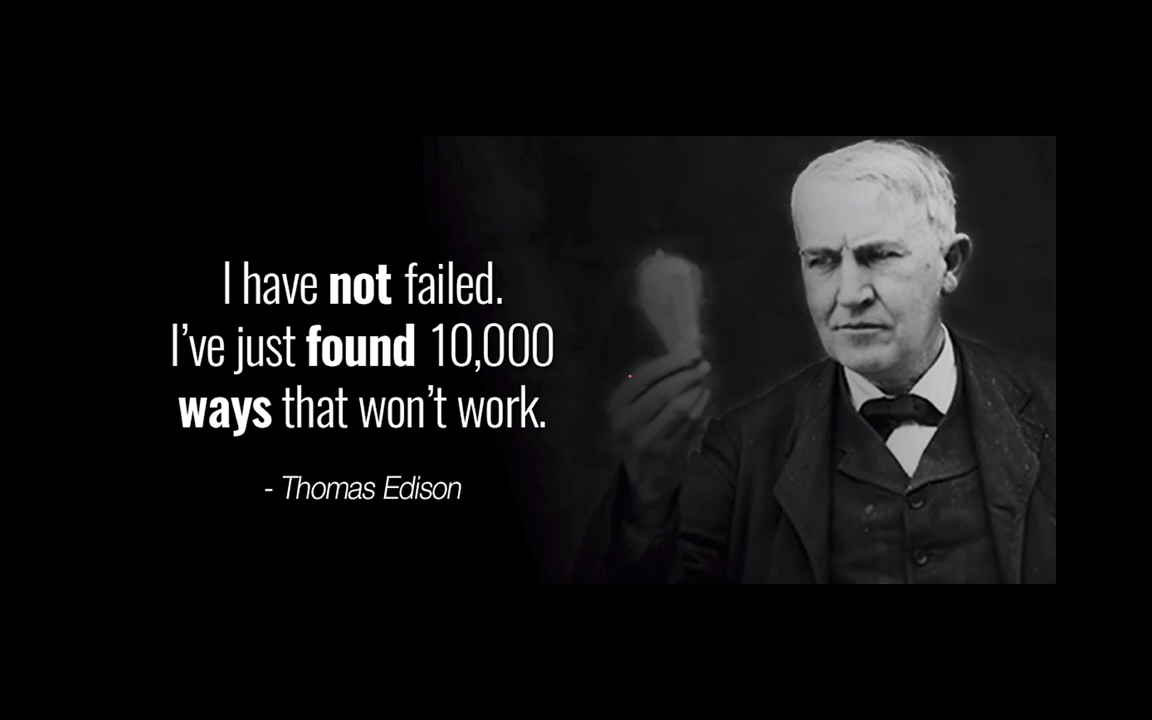 I have not failed.
I've just found 10,000
ways that won't work.
- Thomas Edison